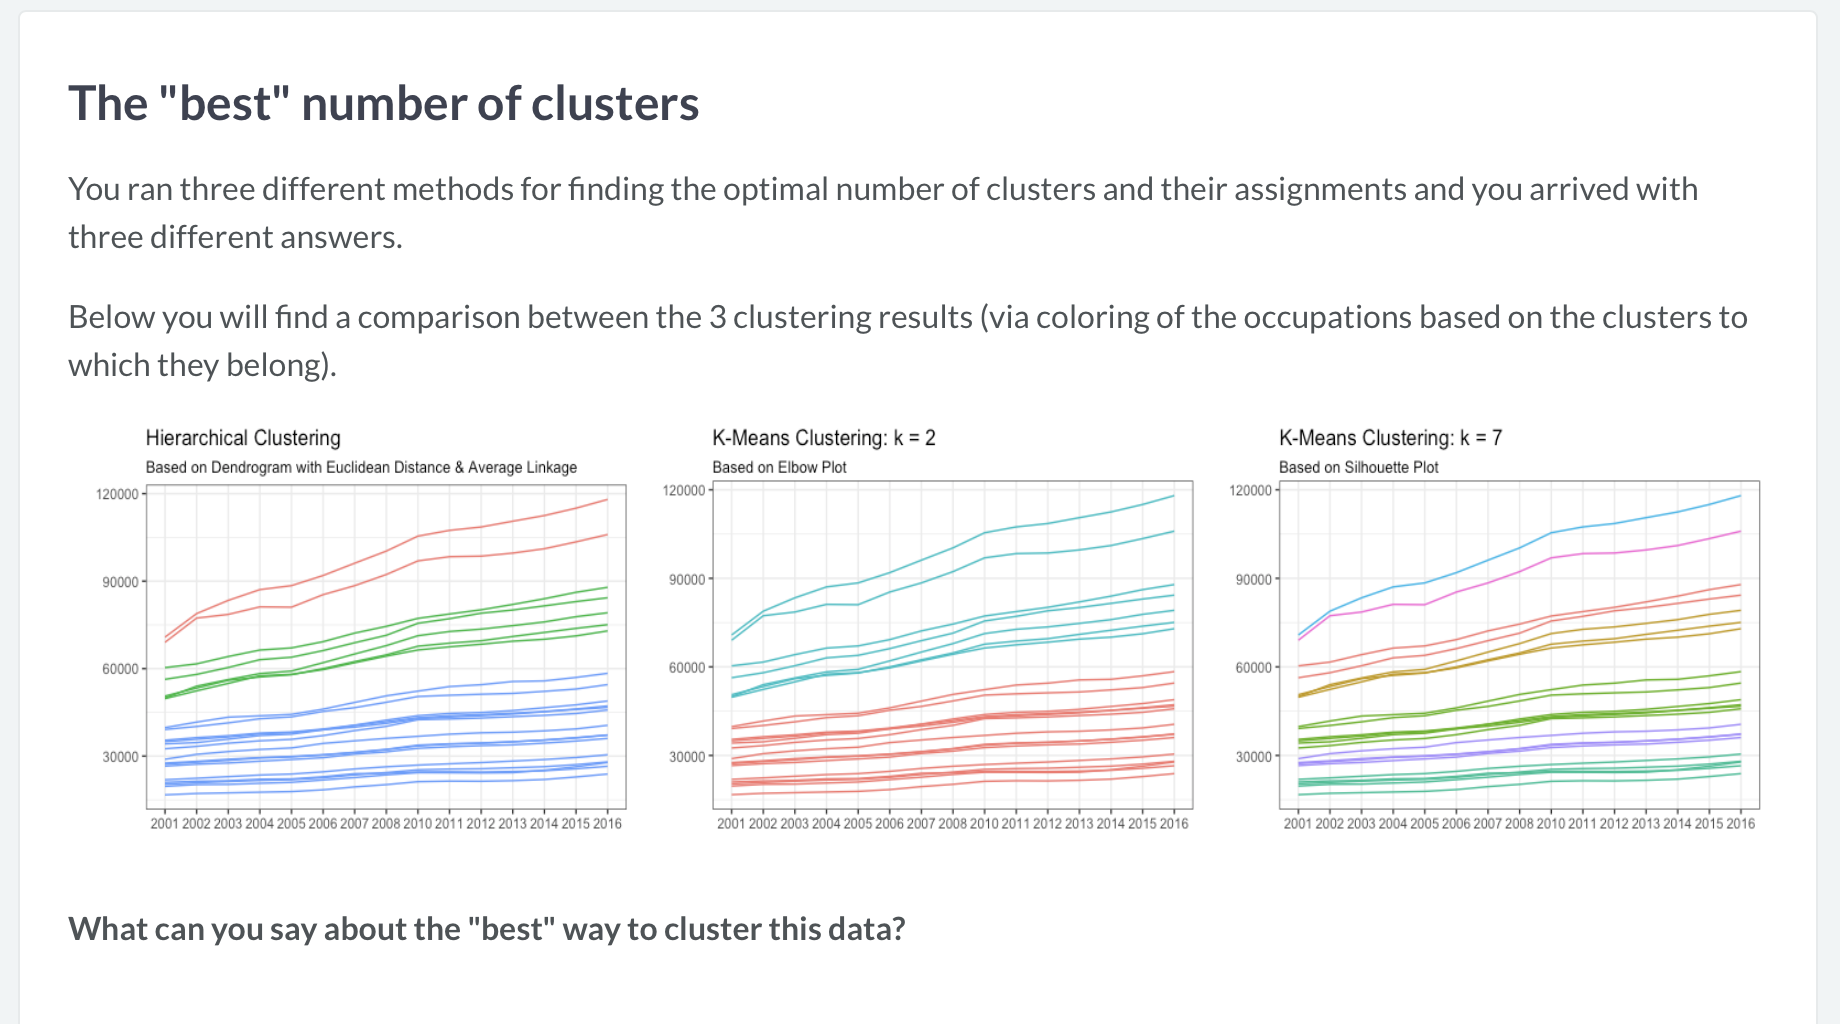 The "best" number of clusters
You ran three different methods for finding the optimal number of clusters and their assignments and you arrived with
three different answers.
Below you will find a comparison between the 3 clustering results (via coloring of the occupations based on the clusters to
which they belong).
Hierarchical Clustering
Based on Dendrogram with Euclidean Distance & Average Linkage
120000
90000
60000
30000
2001 2002 2003 2004 2005 2006 2007 2008 2010 2011 2012 2013 2014 2015 2016
K-Means Clustering: k = 2
Based on Elbow Plot
120000
90000
60000
30000
2001 2002 2003 2004 2005 2006 2007 2008 2010 2011 2012 2013 2014 2015 2016
K-Means Clustering: k = 7
Based on Silhouette Plot
120000
90000
60000
30000
2001 2002 2003 2004 2005 2006 2007 2008 2010 2011 2012 2013 2014 2015 2016
What can you say about the "best" way to cluster this data?